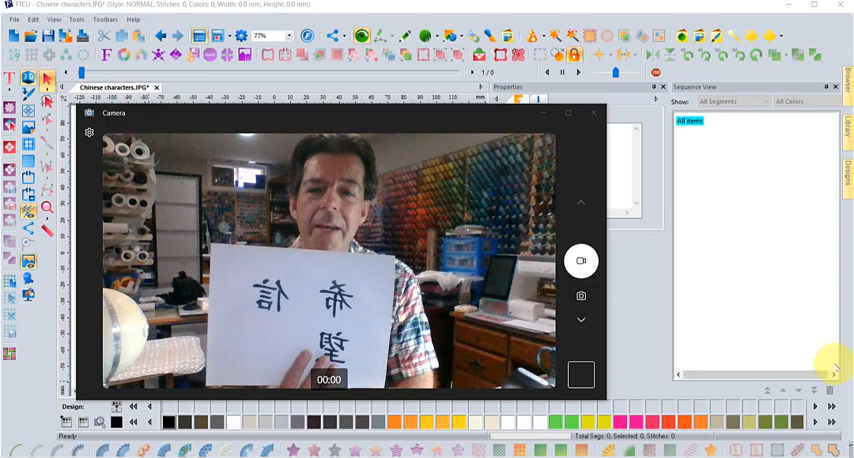 FTCU - Chinese characters.JPG* (Style: NORMAL, Stitches: 0, Colors: 0, Width: 0.0 mm, Height: 0.0 mm)
File Edit View Tools Toolbars Help
77%
1 / 0
Chinese characters.JPG*
Properties
Sequence View
Show: All Segments All Colors
All items
Browser
Library
Designs
mm
Camera
信 希
望
00:00
Design:
Ready
Total Segs: 0, Selected: 0, Stitches: 0